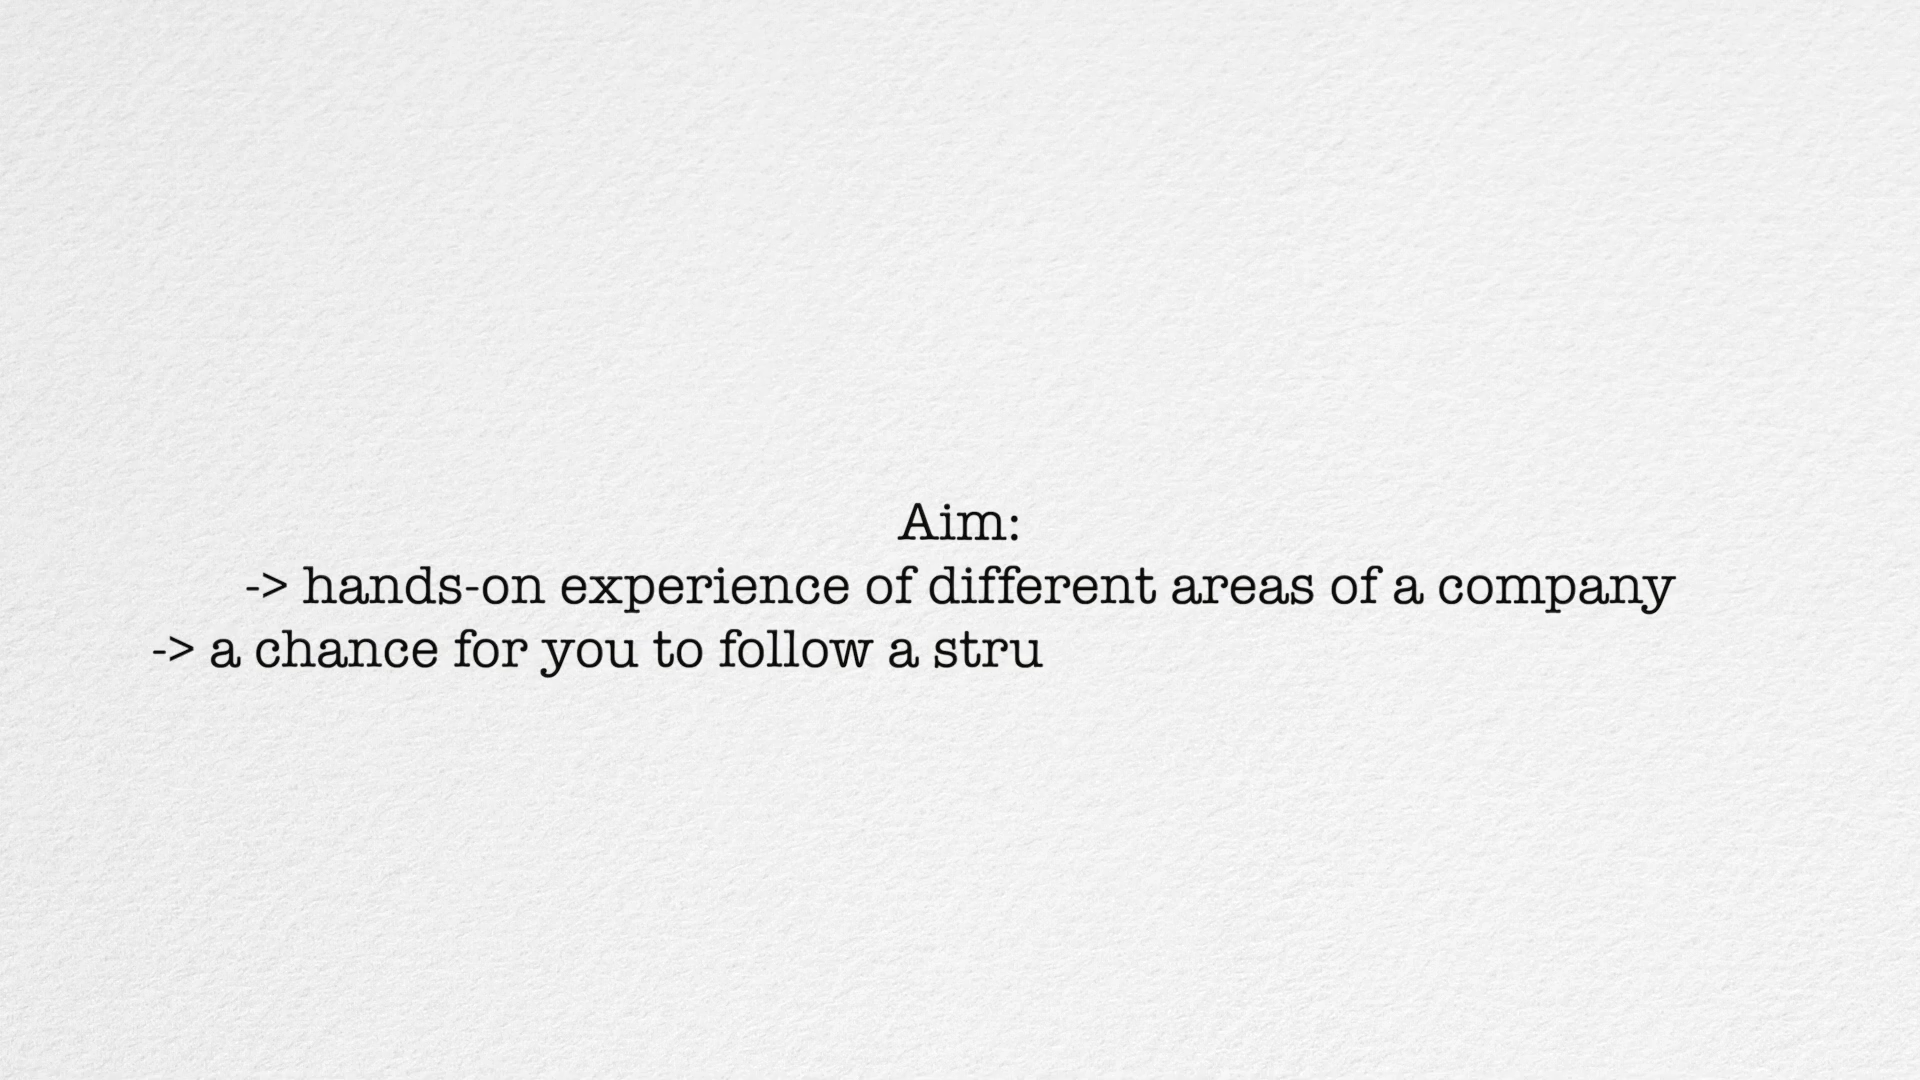 Aim:
-> hands-on experience of different areas of a company
-> a chance for you to follow a stru